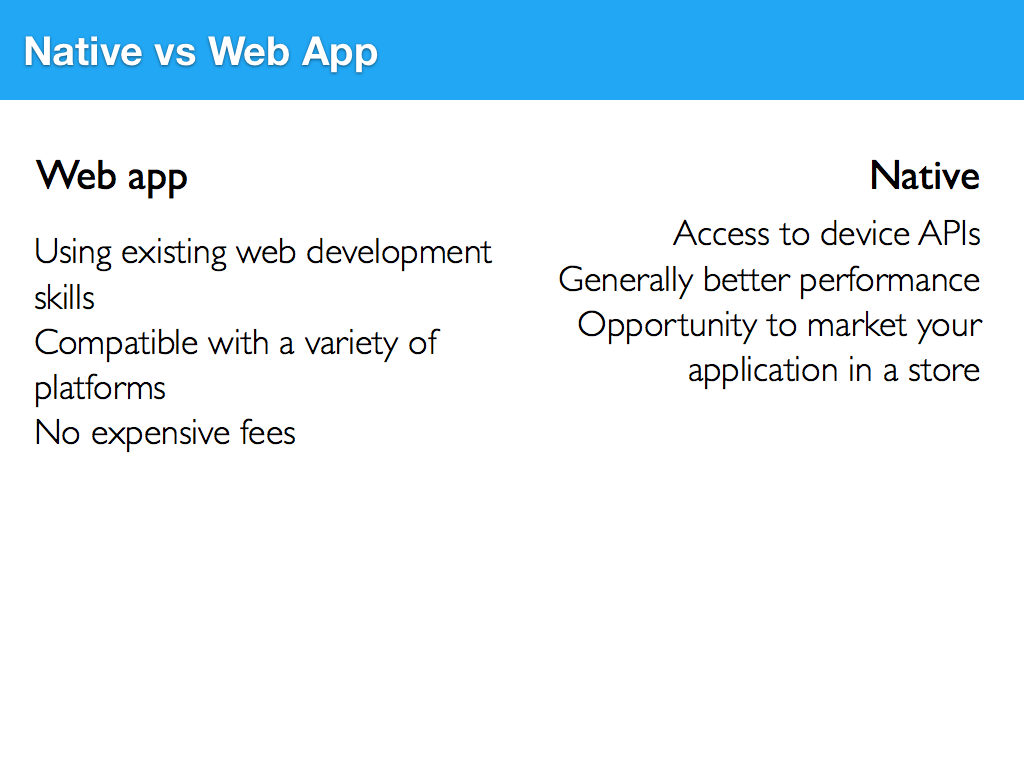 Native vs Web App
Web app
Using existing web development
skills
Compatible with a variety of
platforms
No expensive fees
Native
Access to device APIs
Generally better performance
Opportunity to market your
application in a store